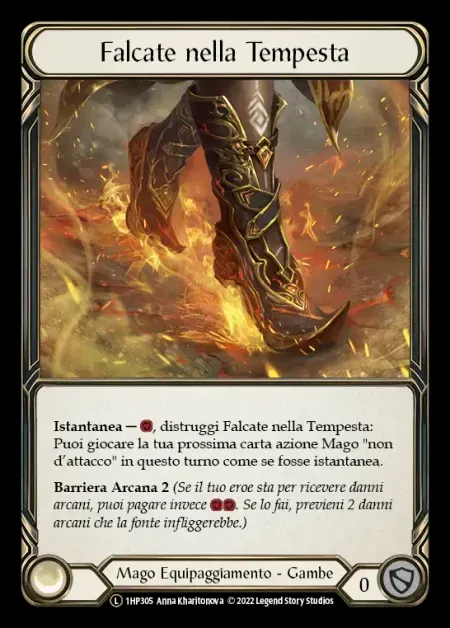 Falcate nella Tempesta
Istantanea — , distruggi Falcate nella Tempesta:
Puoi giocare la tua prossima carta azione Mago "non
d'attacco" in questo turno come se fosse istantanea.
Barriera Arcana 2 (Se il tuo eroe sta per ricevere danni
arcani, puoi pagare invece . Se lo fai, previeni 2 danni
arcani che la fonte infliggerebbe.)
Mago Equipaggiamento - Gambe
0
L 1HP305 Anna Kharitonova © 2022 Legend Story Studios